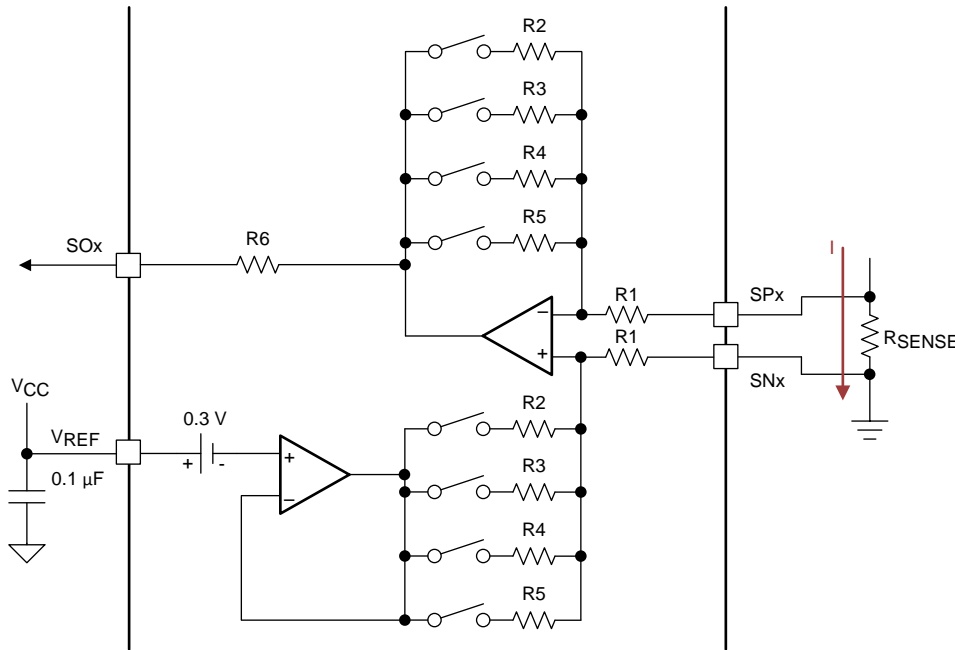 R2
R3
R4
R5
SOx
R6
I
R1
SPx
−
RSENSE
R1
+
SNx
VCC
R2
0.3 V
VREF
+
+ -
R3
0.1 µF
−
R4
R5